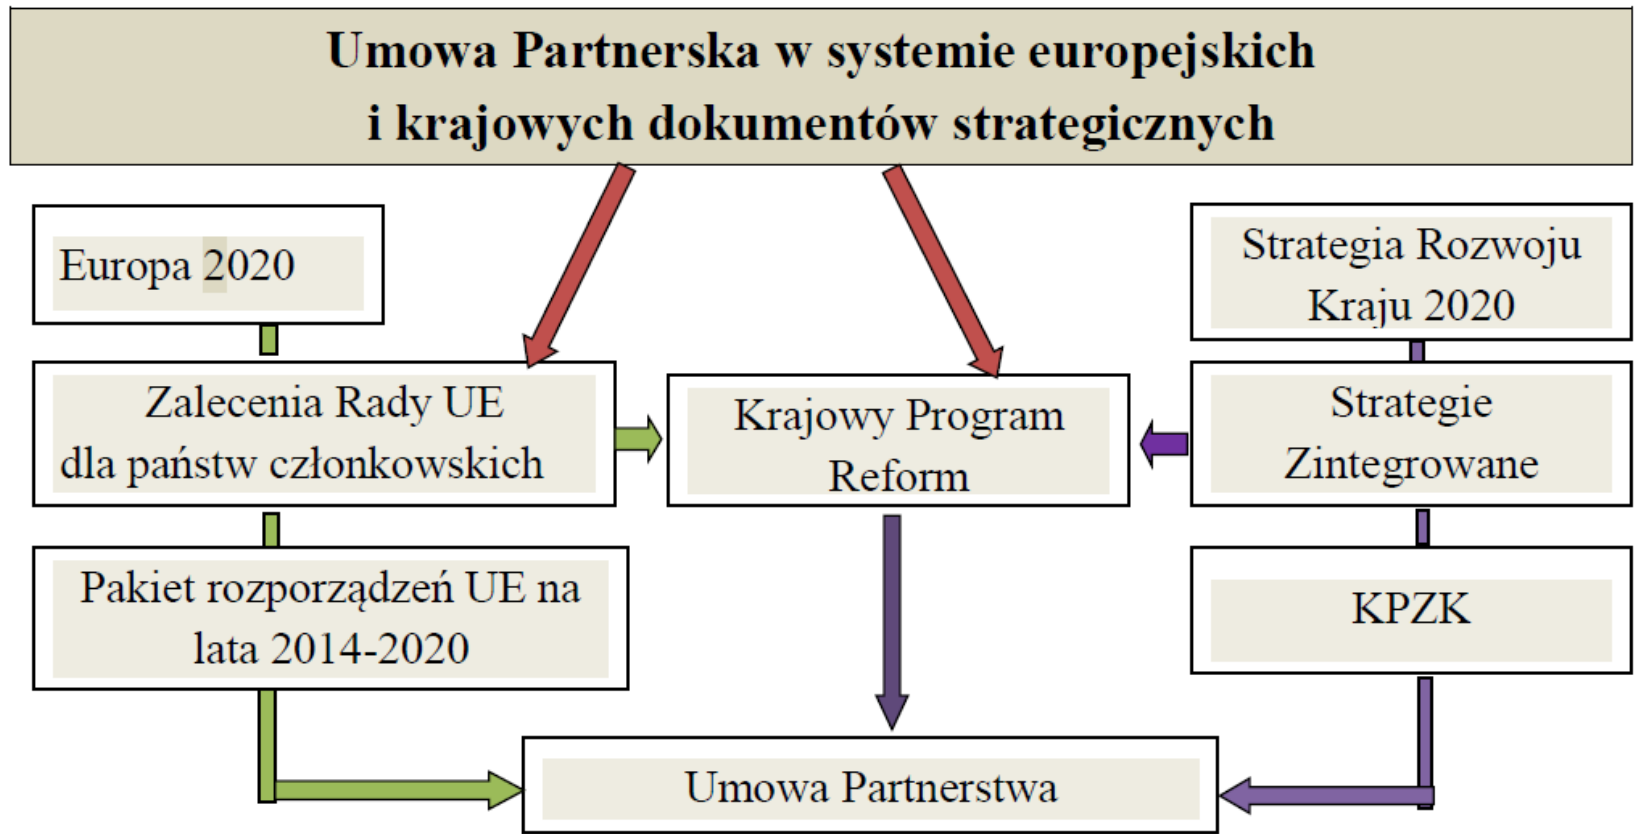 Umowa Partnerska w systemie europejskich
i krajowych dokumentów strategicznych
Europa 2020
Strategia Rozwoju
Kraju 2020
Zalecenia Rady UE
dla państw członkowskich
Krajowy Program
Reform
Strategie
Zintegrowane
Pakiet rozporządzeń UE na
lata 2014-2020
KPZK
Umowa Partnerstwa